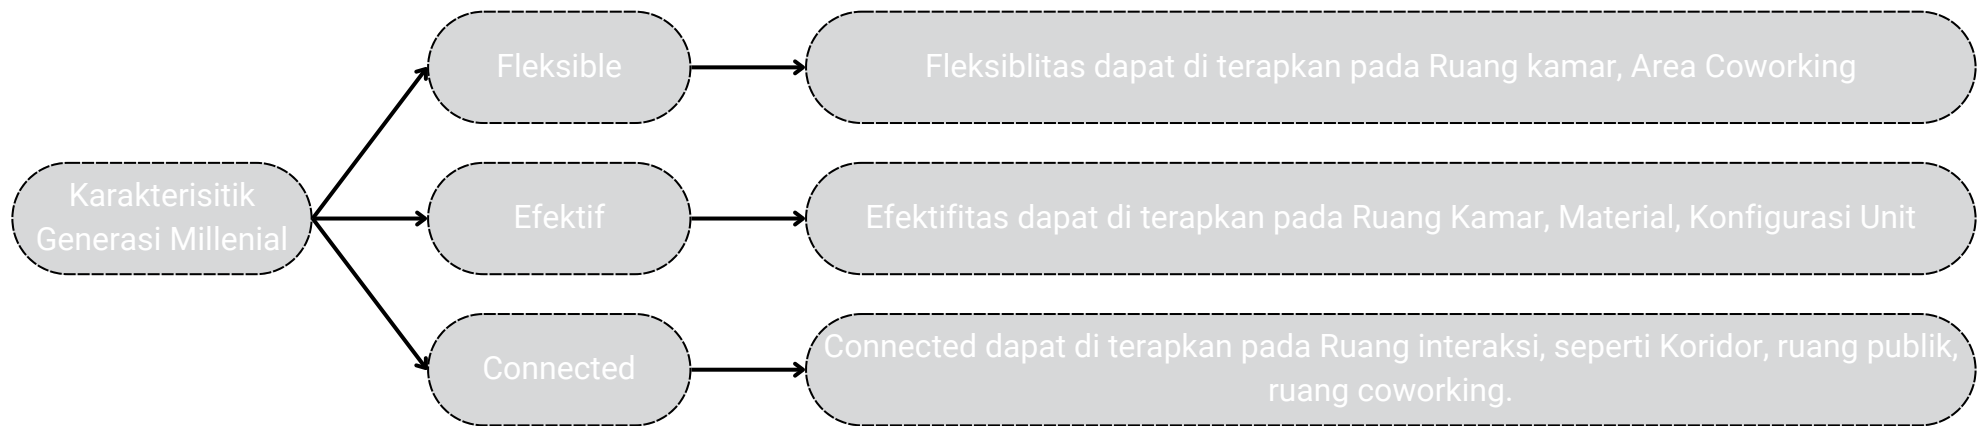 Karakterisitik
Generasi Millenial
Fleksible
Fleksiblitas dapat di terapkan pada Ruang kamar, Area Coworking
Efektif
Efektifitas dapat di terapkan pada Ruang Kamar, Material, Konfigurasi Unit
Connected
Connected dapat di terapkan pada Ruang interaksi, seperti Koridor, ruang publik,
ruang coworking.